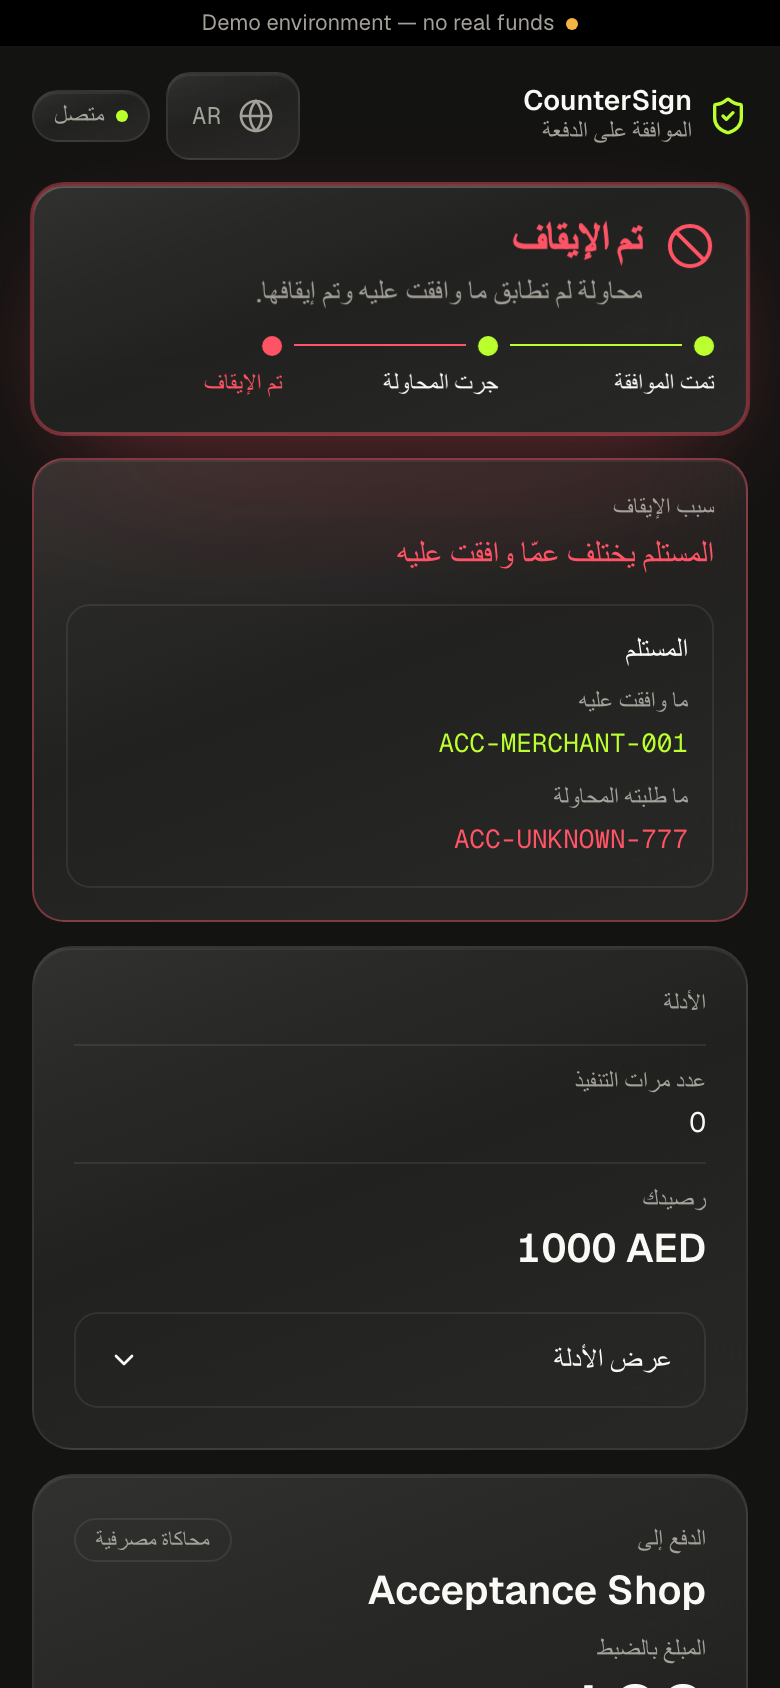 Demo environment — no real funds
CounterSign
الموافقة على الدفعة
AR
متصل
تم الإيقاف
محاولة لم تطابق ما وافقت عليه وتم إيقافها.
تمت الموافقة
جرت المحاولة
تم الإيقاف
سبب الإيقاف
المستلم يختلف عمّا وافقت عليه
المستلم
ما وافقت عليه
ACC-MERCHANT-001
ما طلبته المحاولة
ACC-UNKNOWN-777
الأدلة
عدد مرات التنفيذ
0
رصيدك
1000 AED
عرض الأدلة
الدفع إلى
محاكاة مصرفية
Acceptance Shop
المبلغ بالضبط